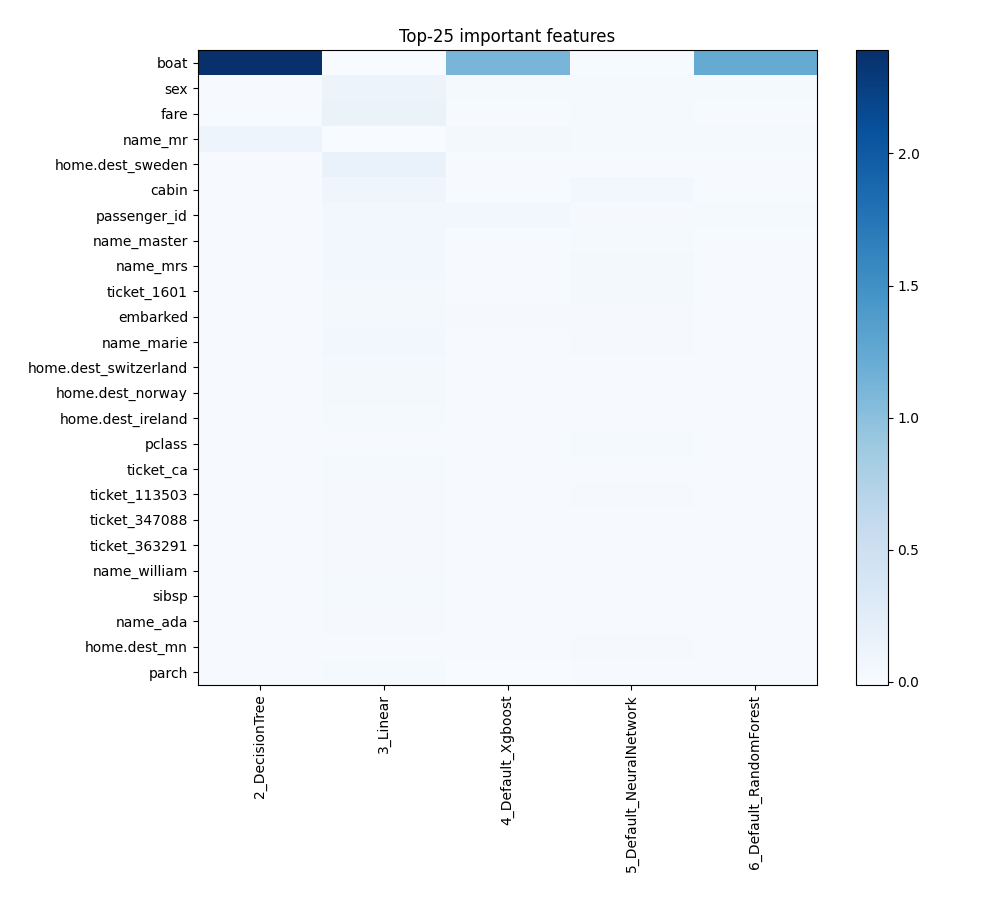 Top-25 important features
boat
sex
fare
name_mr
home.dest_sweden
cabin
passenger_id
name_master
name_mrs
ticket_1601
embarked
name_marie
home.dest_switzerland
home.dest_norway
home.dest_ireland
pclass
ticket_ca
ticket_113503
ticket_347088
ticket_363291
name_william
sibsp
name_ada
home.dest_mn
parch
2_DecisionTree
3_Linear
4_Default_Xgboost
5_Default_NeuralNetwork
6_Default_RandomForest
2.0
1.5
1.0
0.5
0.0